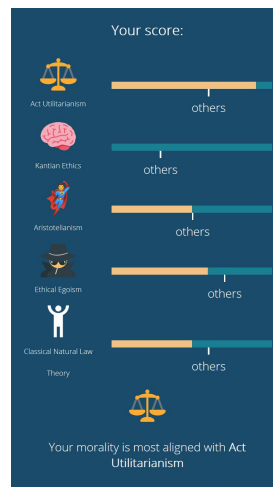 Your score:
Act Utilitarianism
others
Kantian Ethics
others
Aristotelianism
others
Ethical Egoism
others
Classical Natural Law
Theory
others
Your morality is most aligned with Act
Utilitarianism